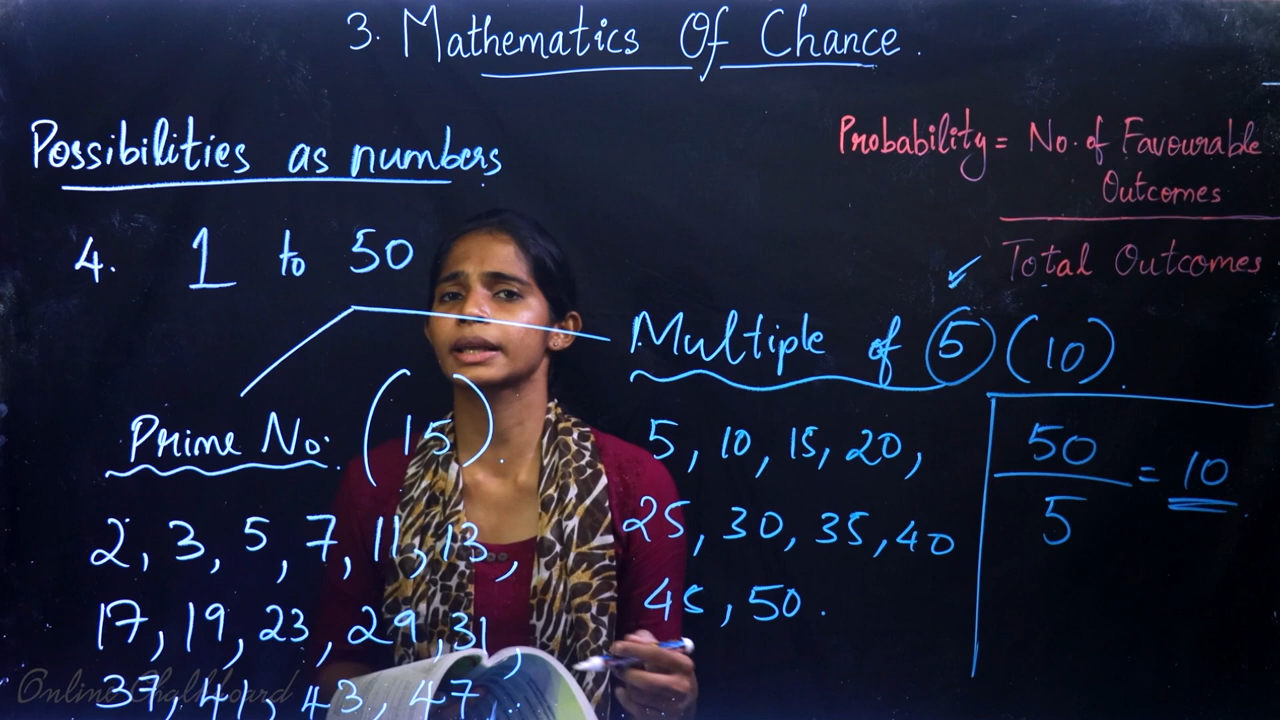 3. Mathematics Of Chance.
Possibilities as numbers
Probability = No. of Favourable
Outcomes
Total Outcomes
4. 1 to 50
Multiple of 5 (10).
Prime No: (15).
5, 10, 15, 20,
25, 30, 35, 40
45, 50.
50
5
= 10
2, 3, 5, 7, 11, 13,
17, 19, 23, 29, 31,
37, 41, 43, 47.
Online Chalkboard